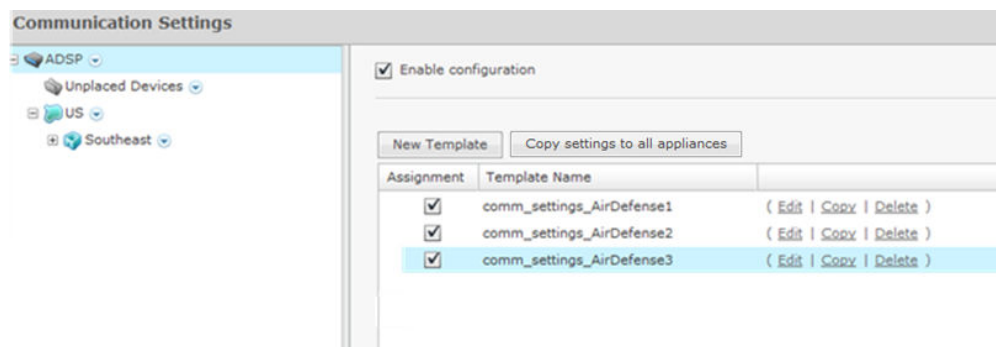 Communication Settings
ADSP
Unplaced Devices
US
Southeast
Enable configuration
New Template
Copy settings to all appliances
Assignment Template Name
comm_settings_AirDefense1 ( Edit | Copy | Delete )
comm_settings_AirDefense2 ( Edit | Copy | Delete )
comm_settings_AirDefense3 ( Edit | Copy | Delete )